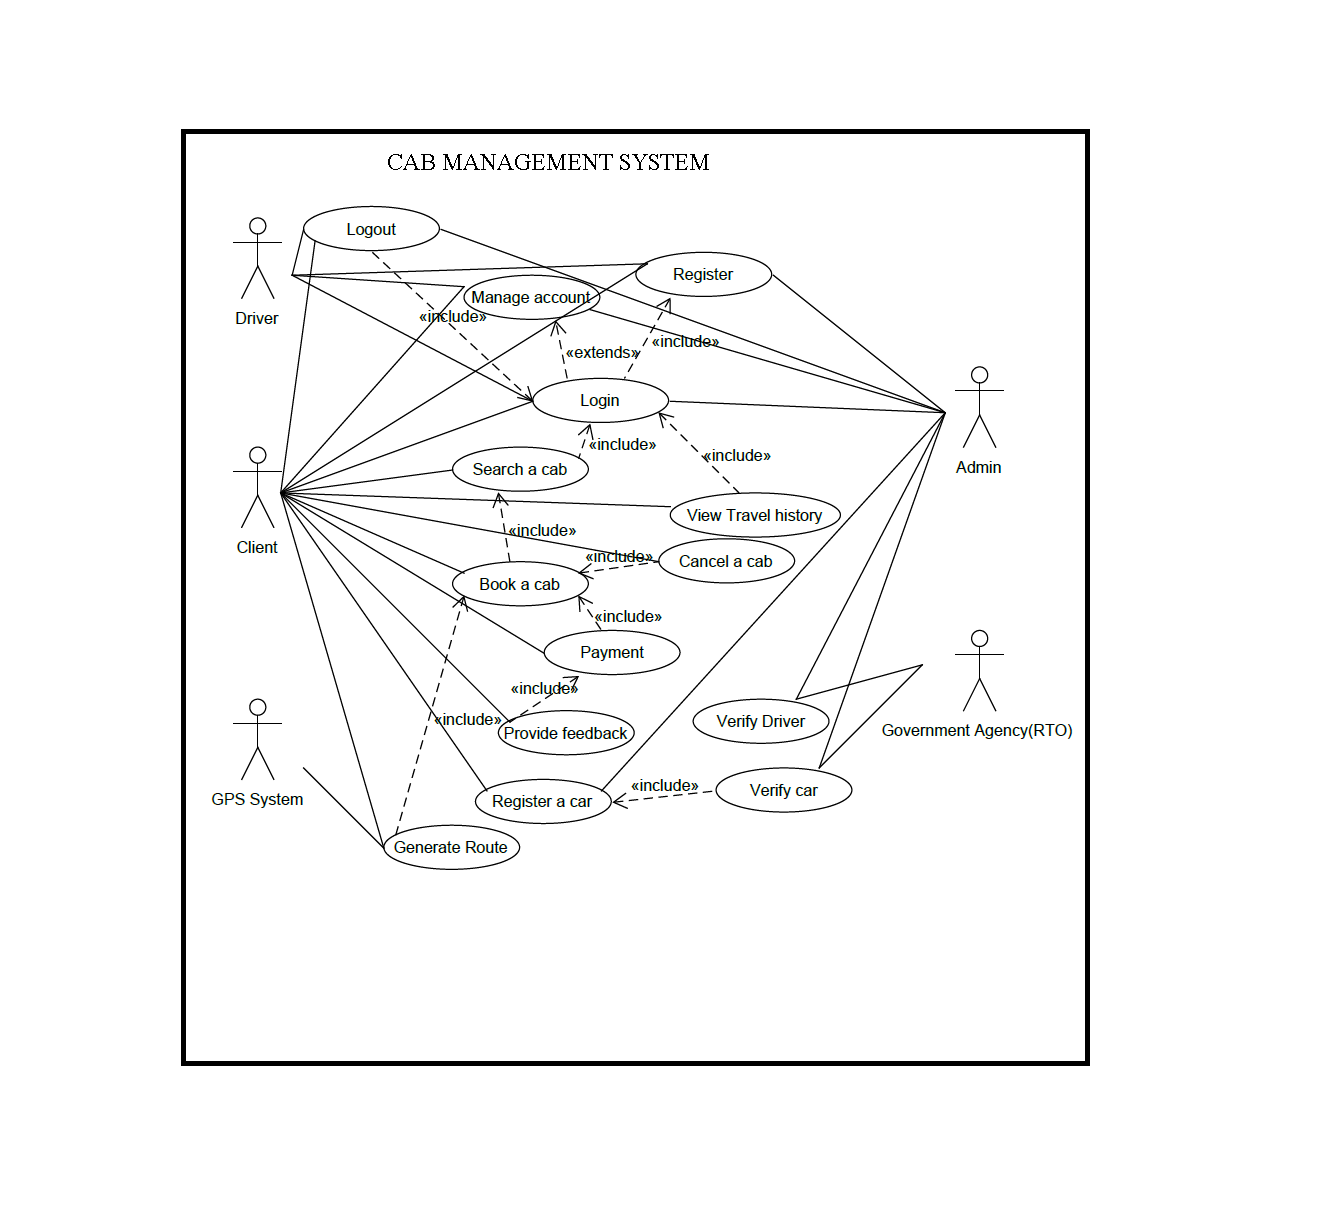 CAB MANAGEMENT SYSTEM
Logout
Register
Manage account
Driver
«include»
«include»
«extends»
Login
«include»
«include»
Admin
Search a cab
View Travel history
«include»
Client
«include»
Cancel a cab
Book a cab
«include»
Payment
«include»
«include»
Verify Driver
Government Agency(RTO)
Provide feedback
GPS System
«include»
Verify car
Register a car
Generate Route